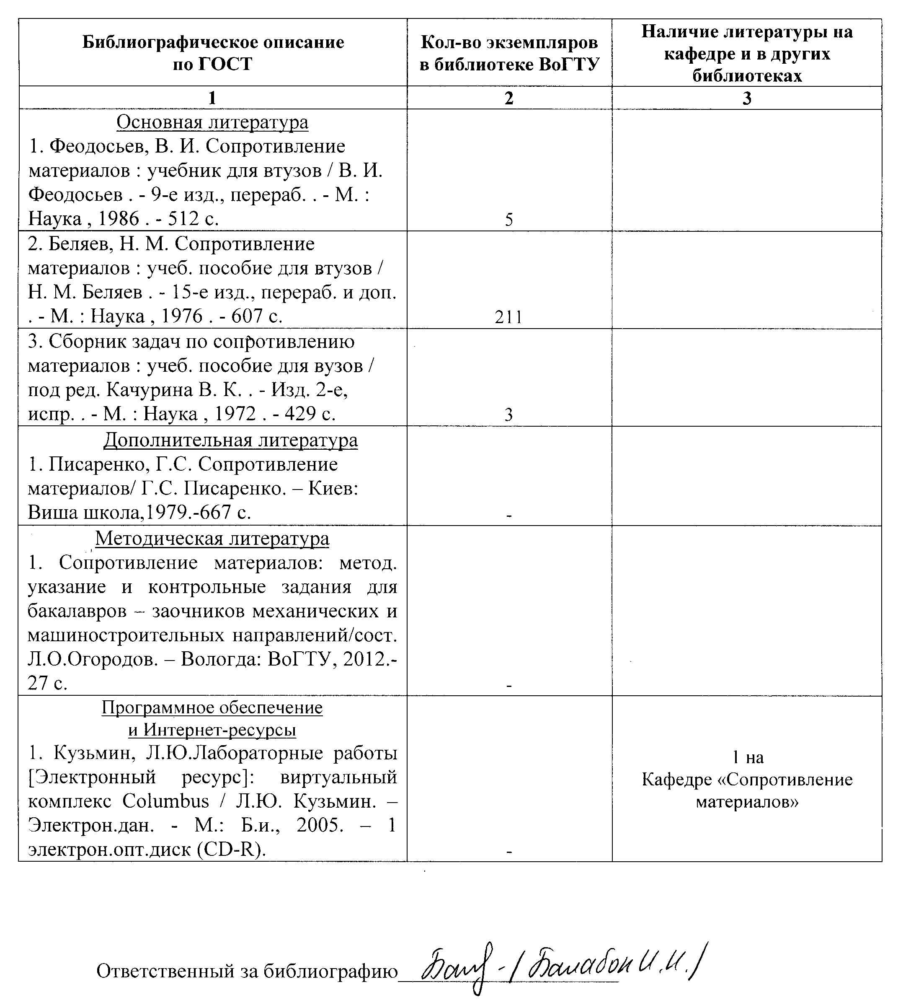 Библиографическое описание
по ГОСТ
Кол-во экземпляров
в библиотеке ВоГТУ
Наличие литературы на
кафедре и в других
библиотеках
1
2
3
Основная литература
1. Феодосьев, В. И. Сопротивление
материалов : учебник для втузов / В. И.
Феодосьев . - 9-е изд., перераб. . - М. :
Наука , 1986 . - 512 с.
5
2. Беляев, Н. М. Сопротивление
материалов : учеб. пособие для втузов /
Н. М. Беляев . - 15-е изд., перераб. и доп.
. - М. : Наука , 1976 . - 607 с.
211
3. Сборник задач по сопротивлению
материалов : учеб. пособие для вузов /
под ред. Качурина В. К. . - Изд. 2-е,
испр. . - М. : Наука , 1972 . - 429 с.
3
Дополнительная литература
1. Писаренко, Г.С. Сопротивление
материалов/ Г.С. Писаренко. – Киев:
Виша школа,1979.-667 с.
-
Методическая литература
1. Сопротивление материалов: метод.
указание и контрольные задания для
бакалавров – заочников механических и
машиностроительных направлений/сост.
Л.О.Огородов. – Вологда: ВоГТУ, 2012.-
27 с.
-
Программное обеспечение
и Интернет-ресурсы
1. Кузьмин, Л.Ю.Лабораторные работы
[Электронный ресурс]: виртуальный
комплекс Columbus / Л.Ю. Кузьмин. –
Электрон.дан. - М.: Б.и., 2005. – 1
электрон.опт.диск (CD-R).
-
1 на
Кафедре «Сопротивление
материалов»
Ответственный за библиографию - / Балабон И.И. /